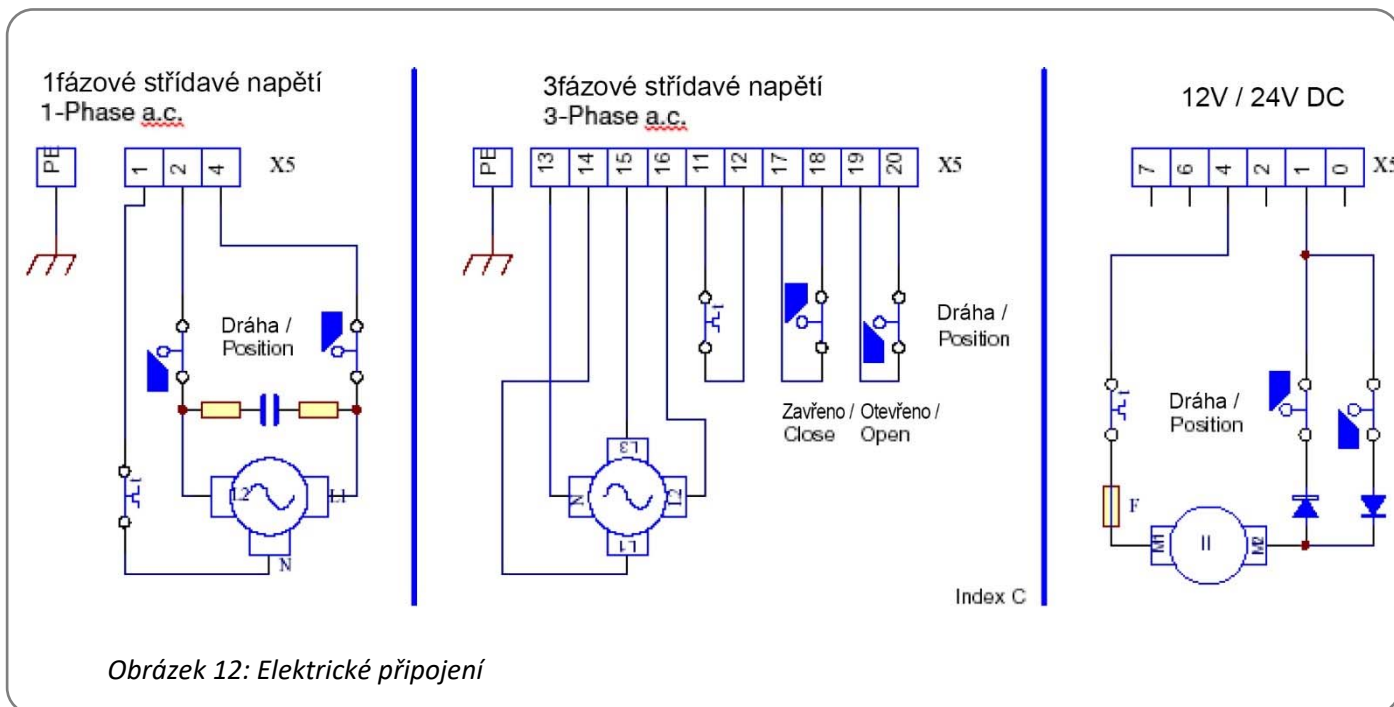 1fázové střídavé napětí
1-Phase a.c.
PE
1 2 4 X5
Dráha /
Position
t
L2 L1
N
3fázové střídavé napětí
3-Phase a.c.
PE
13 14 15 16 11 12 17 18 19 20 X5
t
Dráha /
Position
Zavřeno / Otevřeno /
Close Open
L3
N L2
L1
Index C
12V / 24V DC
7 6 4 2 1 0 X5
t
Dráha /
Position
F
M1 II M2
Obrázek 12: Elektrické připojení